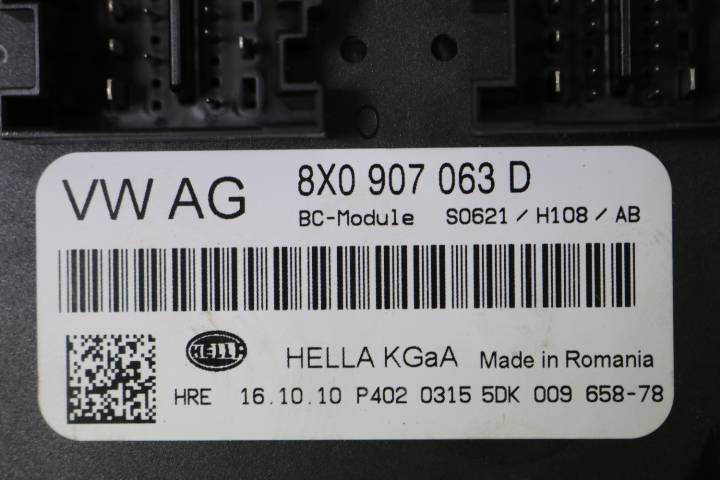 VW AG 8X0 907 063 D
BC-Module S0621 / H108 / AB
HELLA HELLA KGaA Made in Romania
HRE 16.10.10 P402 0315 5DK 009 658-78